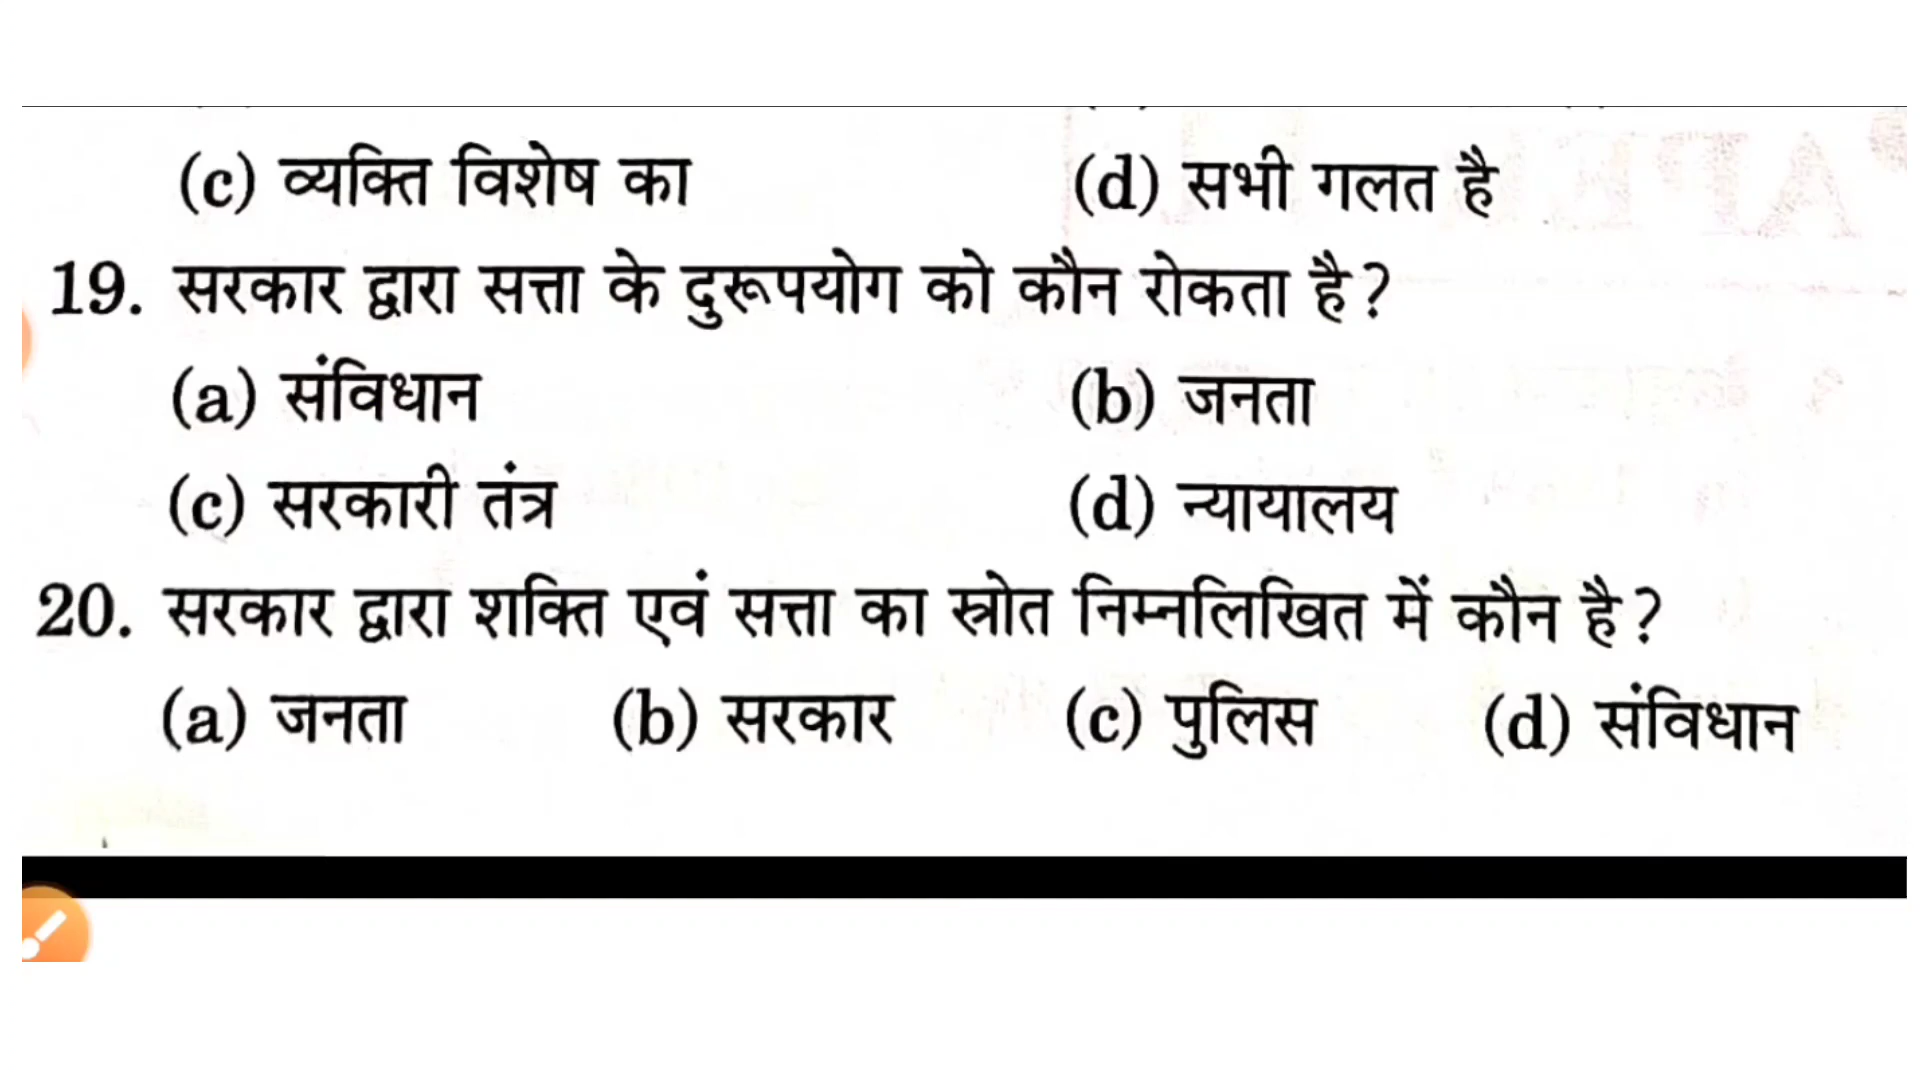 (c) व्यक्ति विशेष का (d) सभी गलत है
19. सरकार द्वारा सत्ता के दुरूपयोग को कौन रोकता है?
(a) संविधान (b) जनता
(c) सरकारी तंत्र (d) न्यायालय
20. सरकार द्वारा शक्ति एवं सत्ता का स्त्रोत निम्नलिखित में कौन है?
(a) जनता (b) सरकार (c) पुलिस (d) संविधान